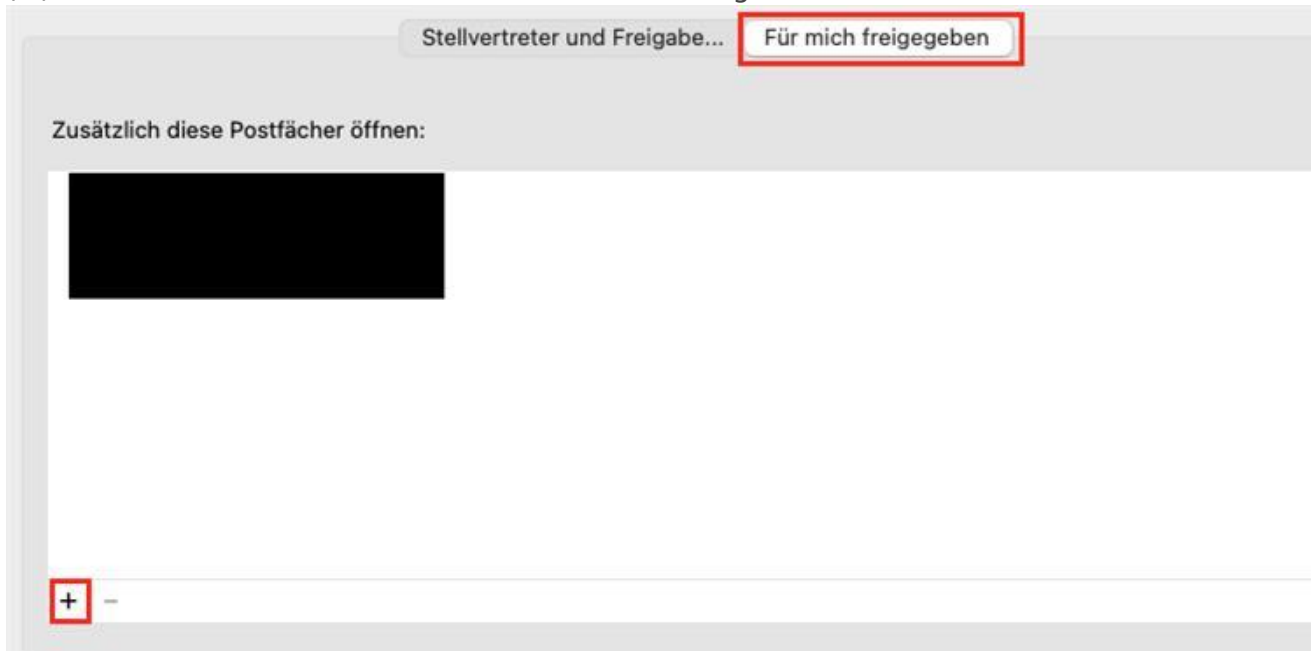 Stellvertreter und Freigabe... Für mich freigegeben
Zusätzlich diese Postfächer öffnen:
+ −